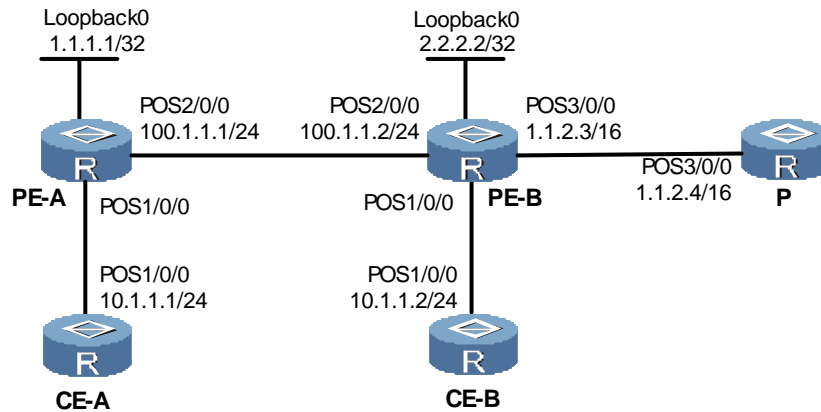 Loopback0
1.1.1.1/32
Loopback0
2.2.2.2/32
POS2/0/0
100.1.1.1/24
POS2/0/0
100.1.1.2/24
POS3/0/0
1.1.2.3/16
R
R
R
PE-A
PE-B
P
POS3/0/0
1.1.2.4/16
POS1/0/0
POS1/0/0
POS1/0/0
10.1.1.1/24
POS1/0/0
10.1.1.2/24
R
R
CE-A
CE-B